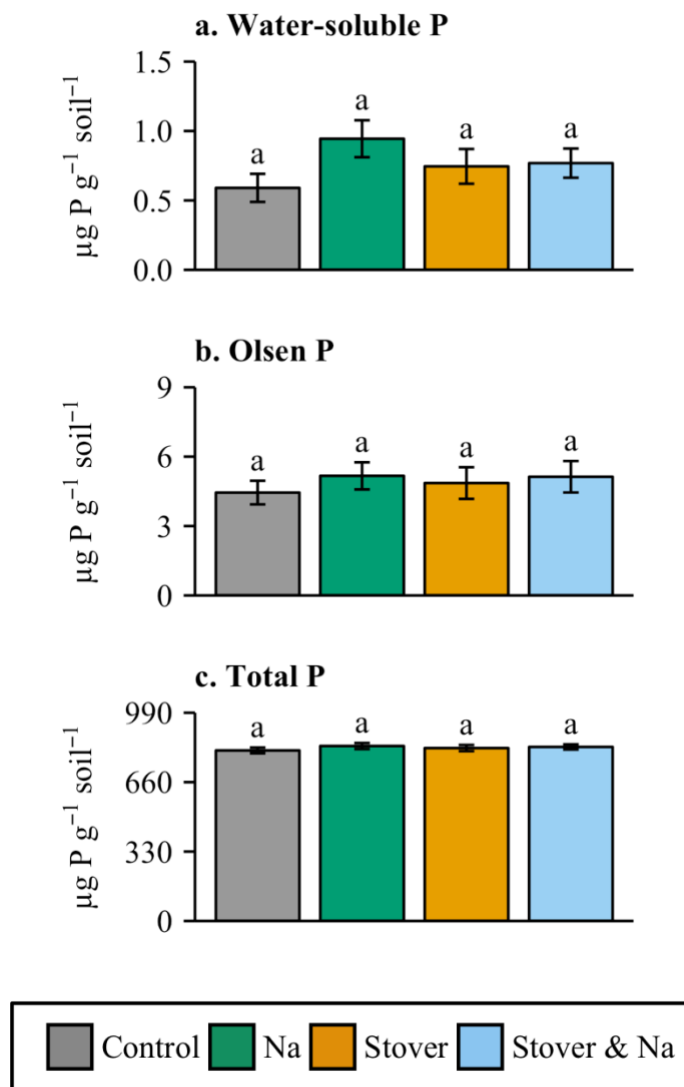 a. Water-soluble P
1.5
1.0
0.5
0.0
µg P g⁻¹ soil⁻¹
a a a a
b. Olsen P
9
6
3
0
µg P g⁻¹ soil⁻¹
a a a a
c. Total P
990
660
330
0
µg P g⁻¹ soil⁻¹
a a a a
Control Na Stover Stover & Na